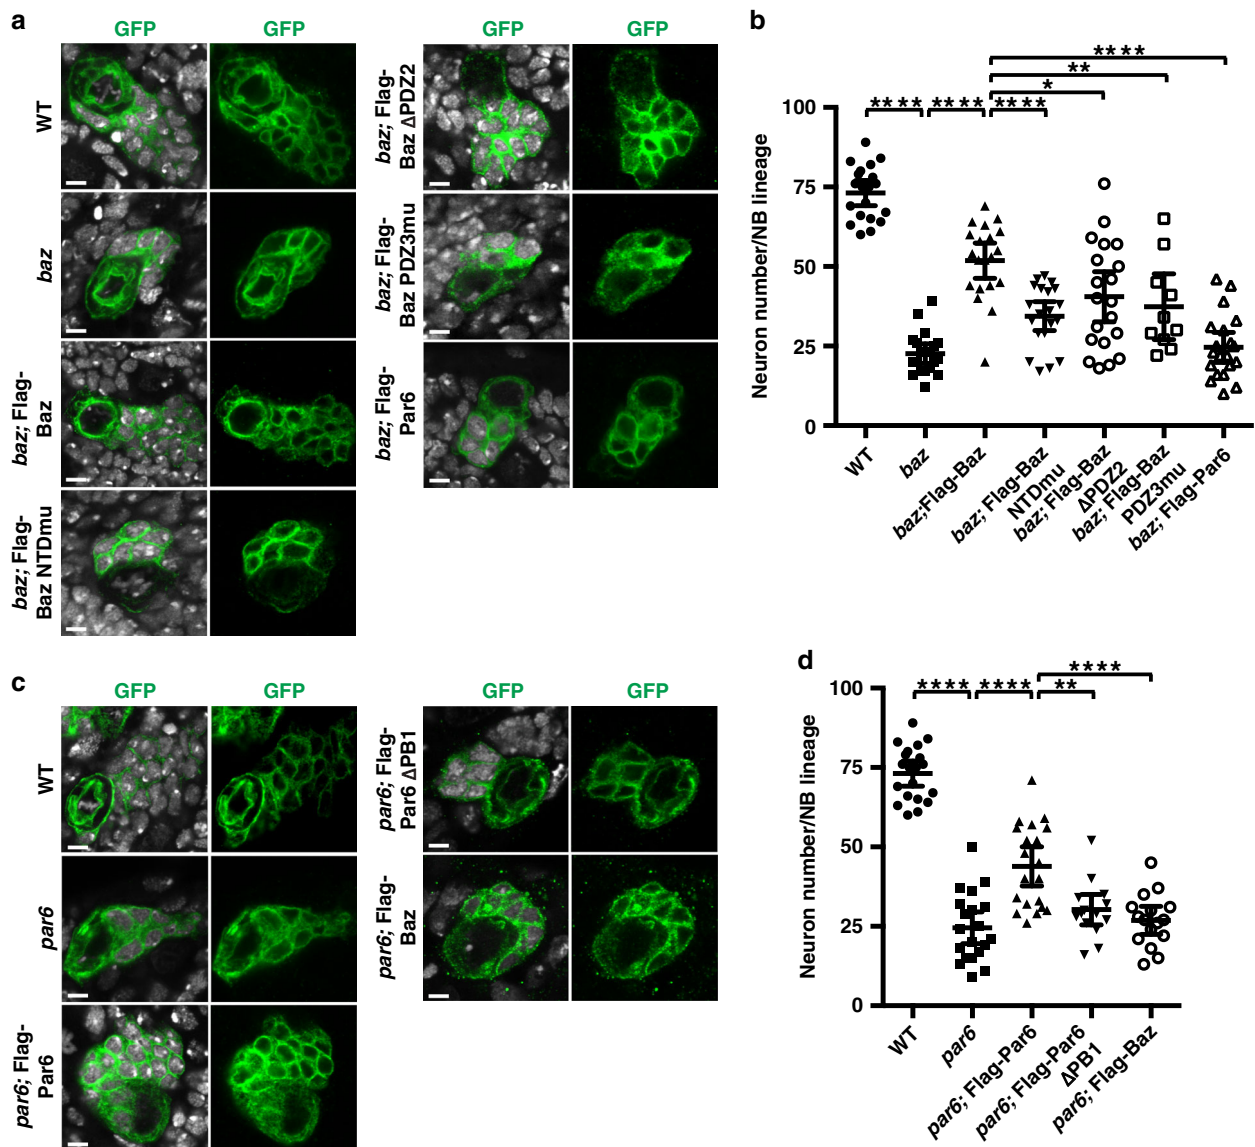 a
GFP
GFP
WT
baz
baz; Flag-
Baz
baz; Flag-
Baz NTDmu
GFP
GFP
baz; Flag-
Baz ΔPDZ2
baz; Flag-
Baz PDZ3mu
baz; Flag-
Par6
b
****
**
*
**** **** ****
Neuron number/NB lineage
100
75
50
25
0
WT
baz
baz;Flag-Baz
baz; Flag-Baz
NTDmu
baz; Flag-Baz
ΔPDZ2
baz; Flag-Baz
PDZ3mu
baz; Flag-Par6
c
GFP
GFP
WT
par6
par6; Flag-
Par6
GFP
GFP
par6; Flag-
Par6 ΔPB1
par6; Flag-
Baz
d
****
**** **** **
Neuron number/NB lineage
100
75
50
25
0
WT
par6
par6; Flag-Par6
par6; Flag-Par6
ΔPB1
par6; Flag-Baz